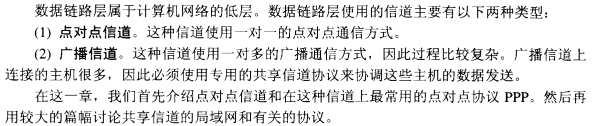 数据链路层属于计算机网络的低层。数据链路层使用的信道主要有以下两种类型：
(1) 点对点信道。这种信道使用一对一的点对点通信方式。
(2) 广播信道。这种信道使用一对多的广播通信方式，因此过程比较复杂。广播信道上
连接的主机很多，因此必须使用专用的共享信道协议来协调这些主机的数据发送。
在这一章，我们首先介绍点对点信道和在这种信道上最常用的点对点协议 PPP。然后再
用较大的篇幅讨论共享信道的局域网和有关的协议。